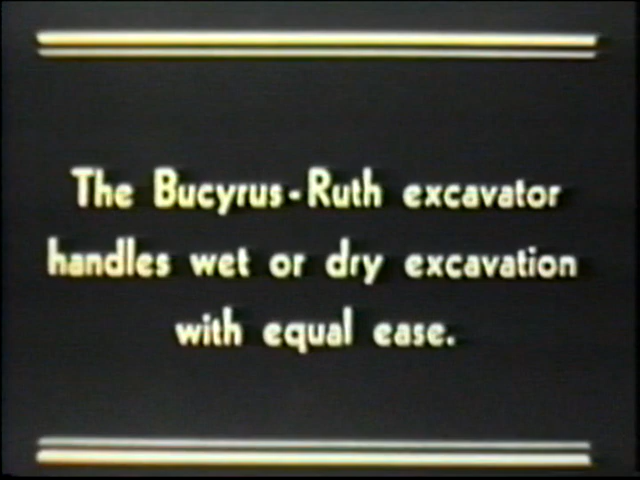 The Bucyrus-Ruth excavator
handles wet or dry excavation
with equal ease.